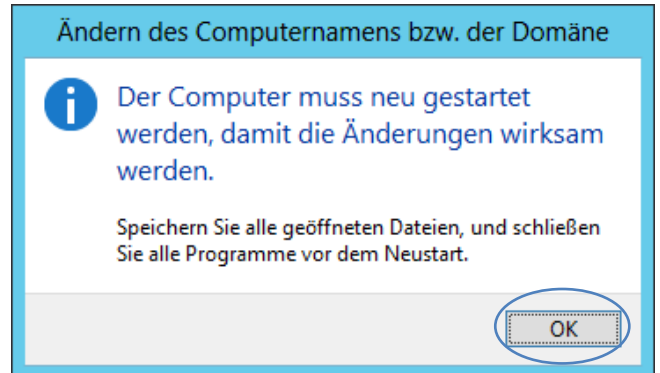 Ändern des Computernamens bzw. der Domäne
Der Computer muss neu gestartet
werden, damit die Änderungen wirksam
werden.
Speichern Sie alle geöffneten Dateien, und schließen
Sie alle Programme vor dem Neustart.
OK